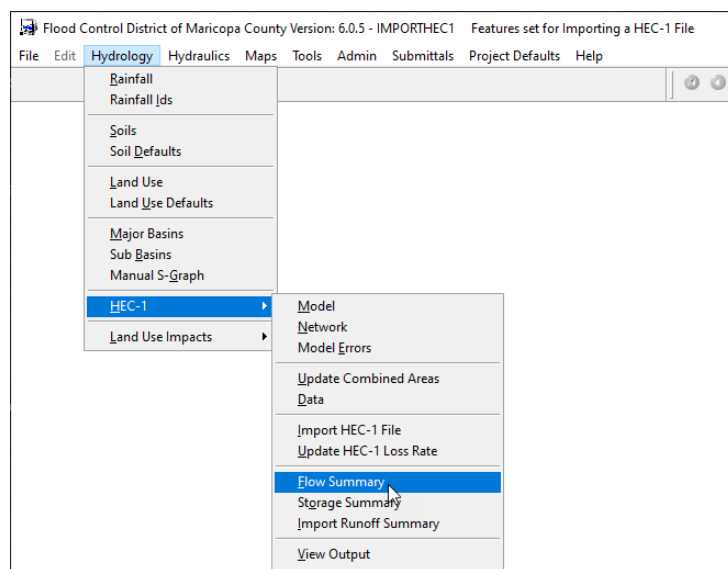 Flood Control District of Maricopa County Version: 6.0.5 - IMPORTHEC1 Features set for Importing a HEC-1 File
File Edit Hydrology Hydraulics Maps Tools Admin Submittals Project Defaults Help
Rainfall
Rainfall Ids
Soils
Soil Defaults
Land Use
Land Use Defaults
Major Basins
Sub Basins
Manual S-Graph
HEC-1
Land Use Impacts
Model
Network
Model Errors
Update Combined Areas
Data
Import HEC-1 File
Update HEC-1 Loss Rate
Flow Summary
Storage Summary
Import Runoff Summary
View Output